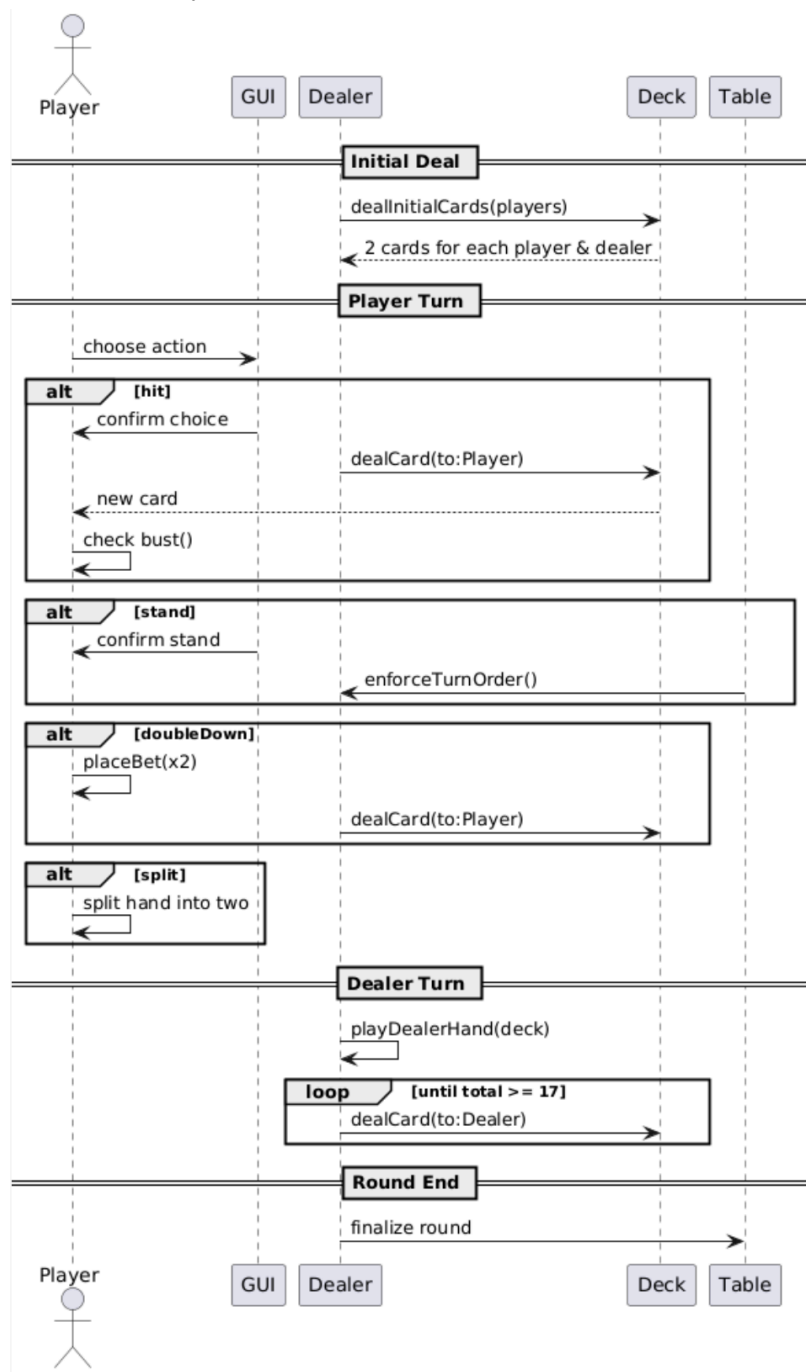 Player
GUI
Dealer
Deck
Table
Initial Deal
dealInitialCards(players)
2 cards for each player & dealer
Player Turn
choose action
alt [hit]
confirm choice
dealCard(to:Player)
new card
check bust()
alt [stand]
confirm stand
enforceTurnOrder()
alt [doubleDown]
placeBet(x2)
dealCard(to:Player)
alt [split]
split hand into two
Dealer Turn
playDealerHand(deck)
loop [until total >= 17]
dealCard(to:Dealer)
Round End
finalize round
Player
GUI
Dealer
Deck
Table